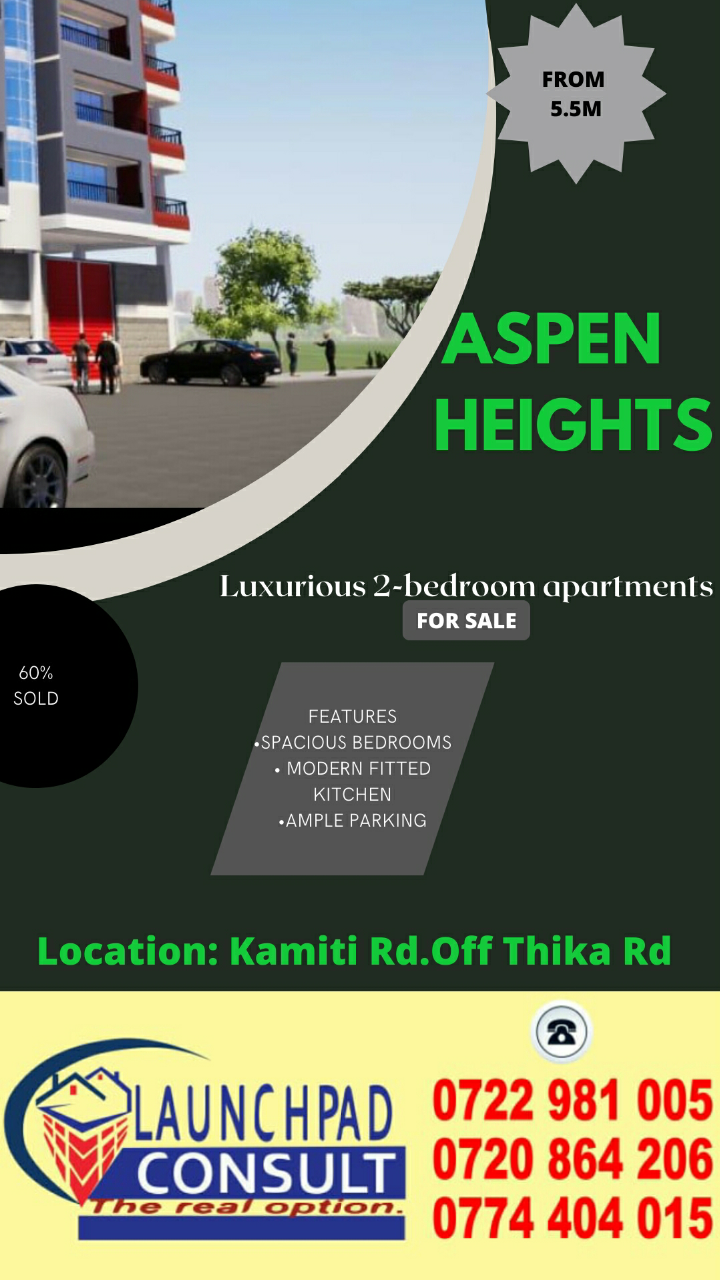 FROM
5.5M
ASPEN
HEIGHTS
Luxurious 2-bedroom apartments
FOR SALE
60%
SOLD
FEATURES
•SPACIOUS BEDROOMS
• MODERN FITTED
KITCHEN
•AMPLE PARKING
Location: Kamiti Rd.Off Thika Rd
LAUNCHPAD
CONSULT
The real option.
0722 981 005
0720 864 206
0774 404 015